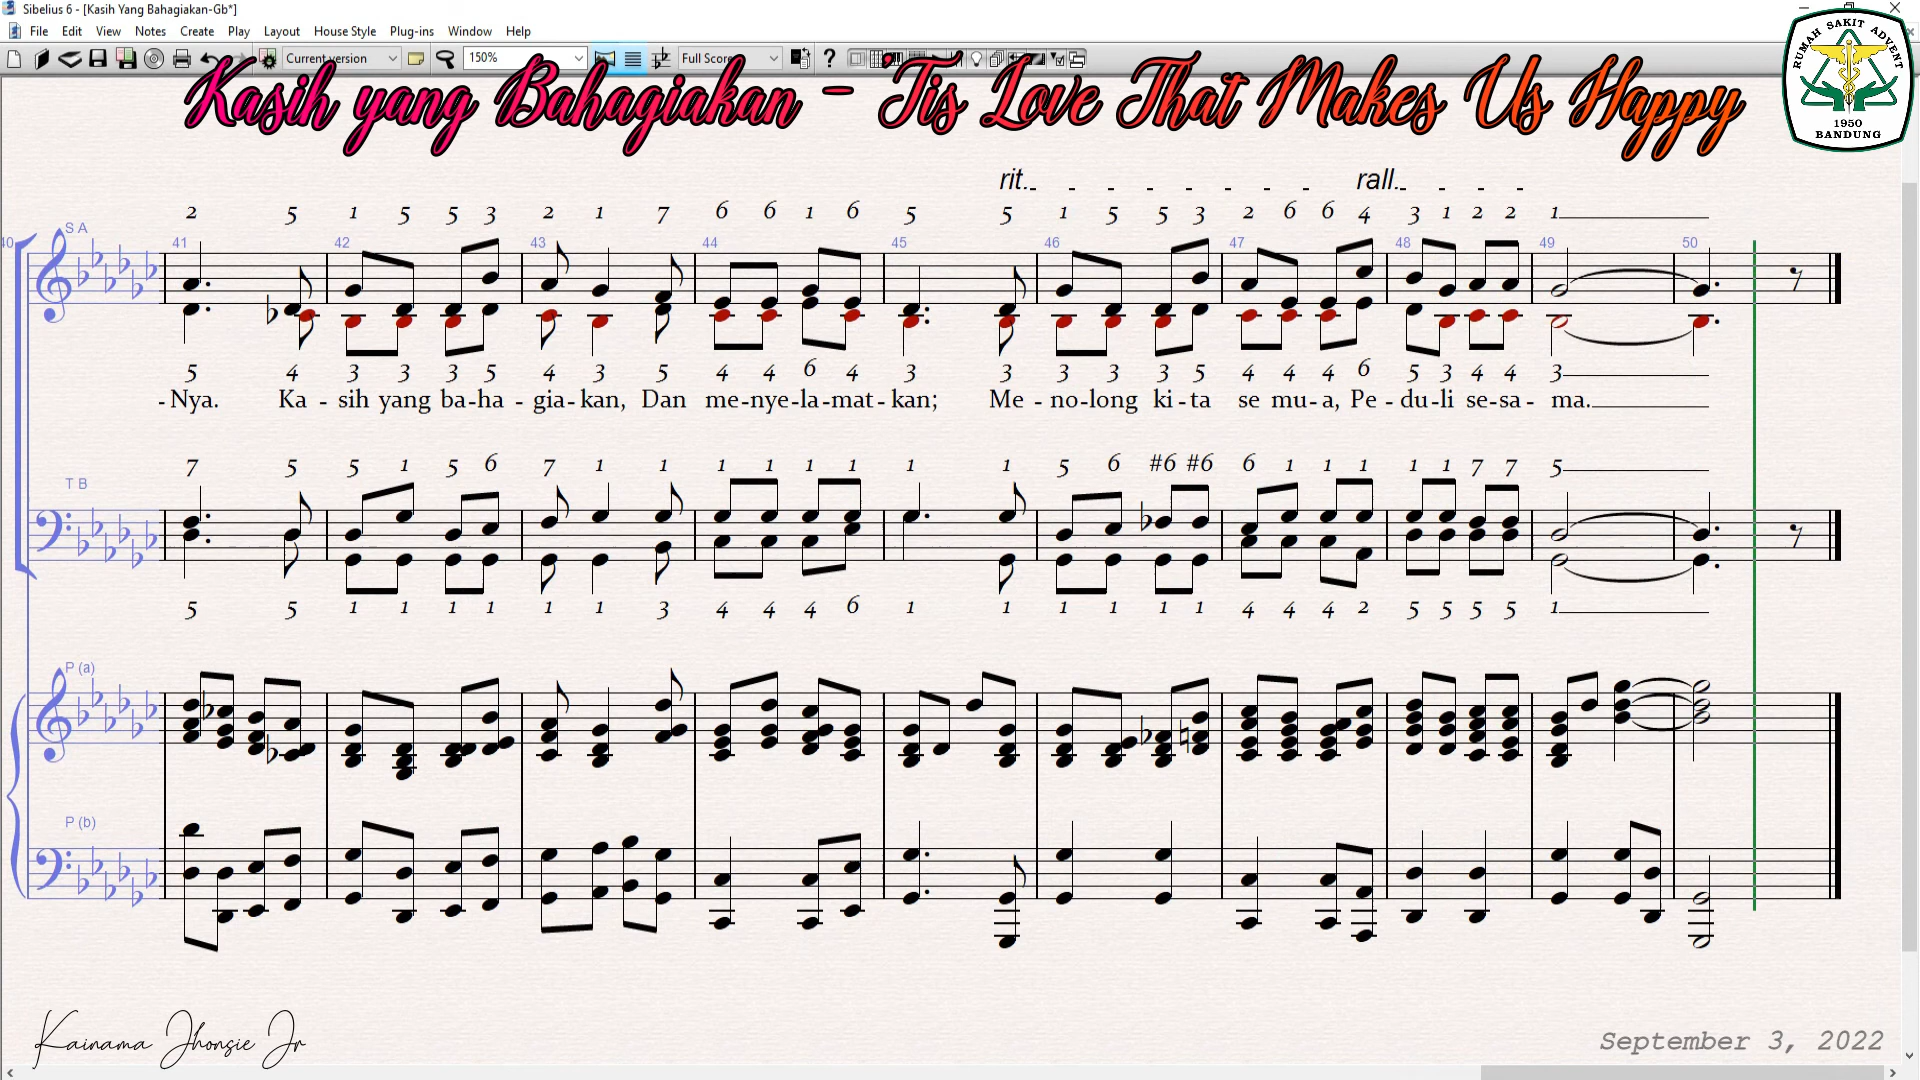 Sibelius 6 - [Kasih Yang Bahagiakan-Gb*]
File Edit View Notes Create Play Layout House Style Plug-ins Window Help
Current version 150% Full Score ?
Kasih yang Bahagiakan - Tis Love That Makes Us Happy
RUMAH SAKIT ADVENT
1950
BANDUNG
rit. rall.
2 5 1 5 5 3 2 1 7 6 6 1 6 5 5 1 5 5 3 2 6 6 4 3 1 2 2 1
S A
40 41 42 43 44 45 46 47 48 49 50
5 4 3 3 3 5 4 3 5 4 4 6 4 3 3 3 3 3 5 4 4 4 6 5 3 4 4 3
-Nya. Ka - sih yang ba-ha - gia-kan, Dan me-nye-la-mat-kan; Me - no-long ki-ta se mu-a, Pe - du-li se-sa - ma.
7 5 5 1 5 6 7 1 1 1 1 1 1 1 1 5 6 #6 #6 6 1 1 1 1 1 7 7 5
T B
5 5 1 1 1 1 1 1 3 4 4 4 6 1 1 1 1 1 1 4 4 4 2 5 5 5 5 1
P (a)
P (b)
Kainama Jhonsie Jr
September 3, 2022